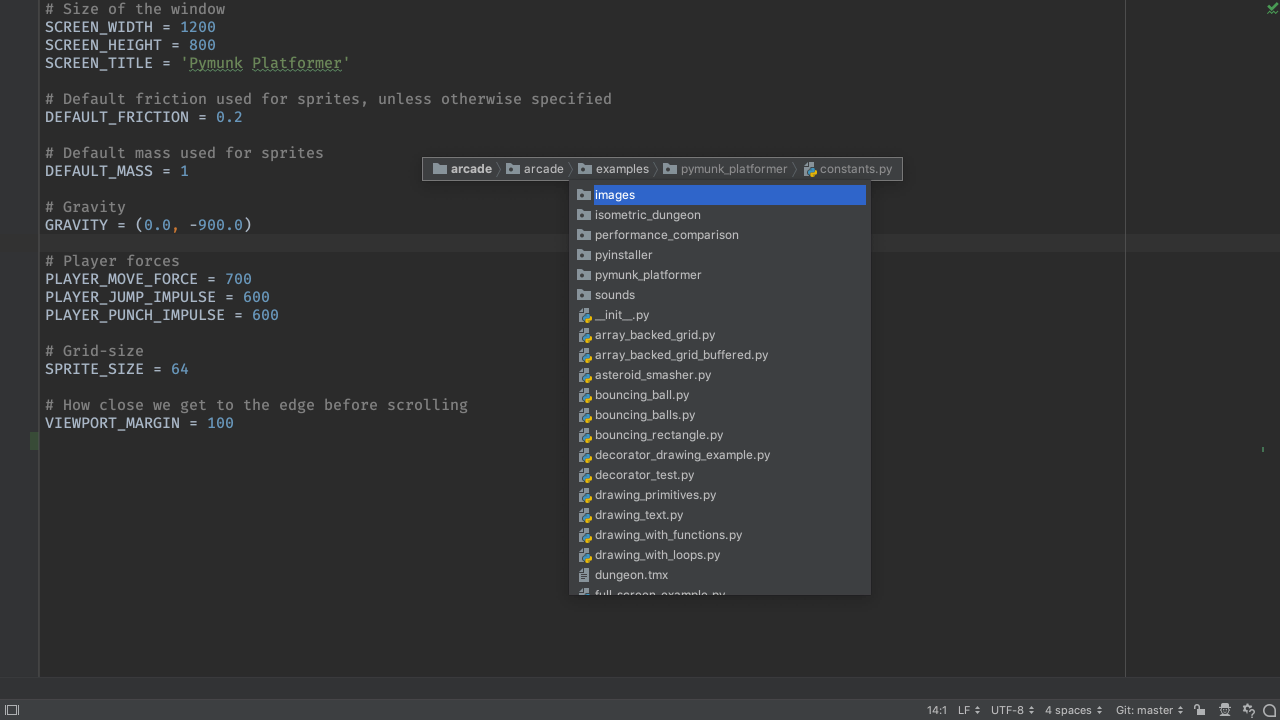 # Size of the window
SCREEN_WIDTH = 1200
SCREEN_HEIGHT = 800
SCREEN_TITLE = 'Pymunk Platformer'
# Default friction used for sprites, unless otherwise specified
DEFAULT_FRICTION = 0.2
# Default mass used for sprites
DEFAULT_MASS = 1
# Gravity
GRAVITY = (0.0, -900.0)
# Player forces
PLAYER_MOVE_FORCE = 700
PLAYER_JUMP_IMPULSE = 600
PLAYER_PUNCH_IMPULSE = 600
# Grid-size
SPRITE_SIZE = 64
# How close we get to the edge before scrolling
VIEWPORT_MARGIN = 100
arcade arcade examples pymunk_platformer constants.py
images
isometric_dungeon
performance_comparison
pyinstaller
pymunk_platformer
sounds
__init__.py
array_backed_grid.py
array_backed_grid_buffered.py
asteroid_smasher.py
bouncing_ball.py
bouncing_balls.py
bouncing_rectangle.py
decorator_drawing_example.py
decorator_test.py
drawing_primitives.py
drawing_text.py
drawing_with_functions.py
drawing_with_loops.py
dungeon.tmx
full_screen_example.py
14:1 LF UTF-8 4 spaces Git: master